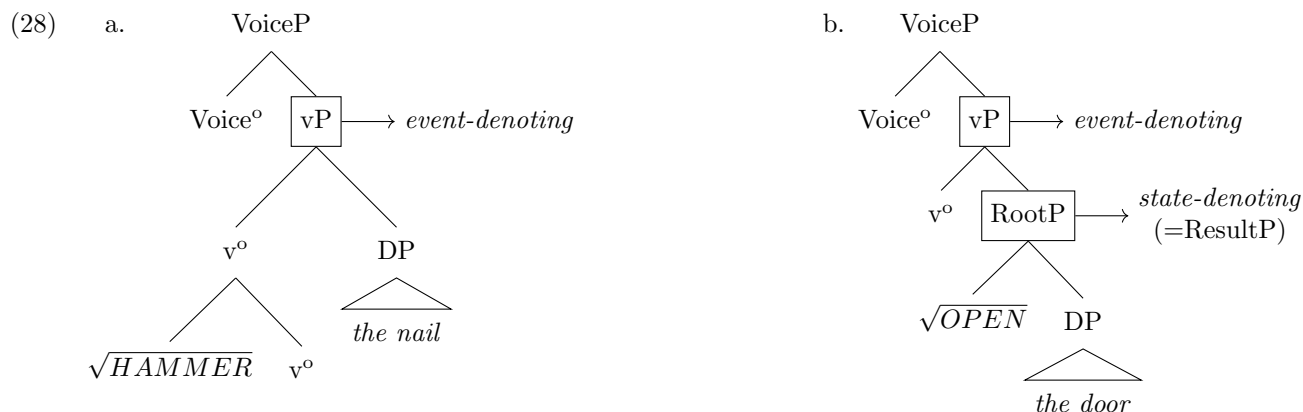 (28) a. VoiceP b. VoiceP
Voiceᵒ vP event-denoting Voiceᵒ vP event-denoting
vᵒ RootP state-denoting
(=ResultP)
vᵒ DP
√OPEN DP
the nail
√HAMMER vᵒ
the door